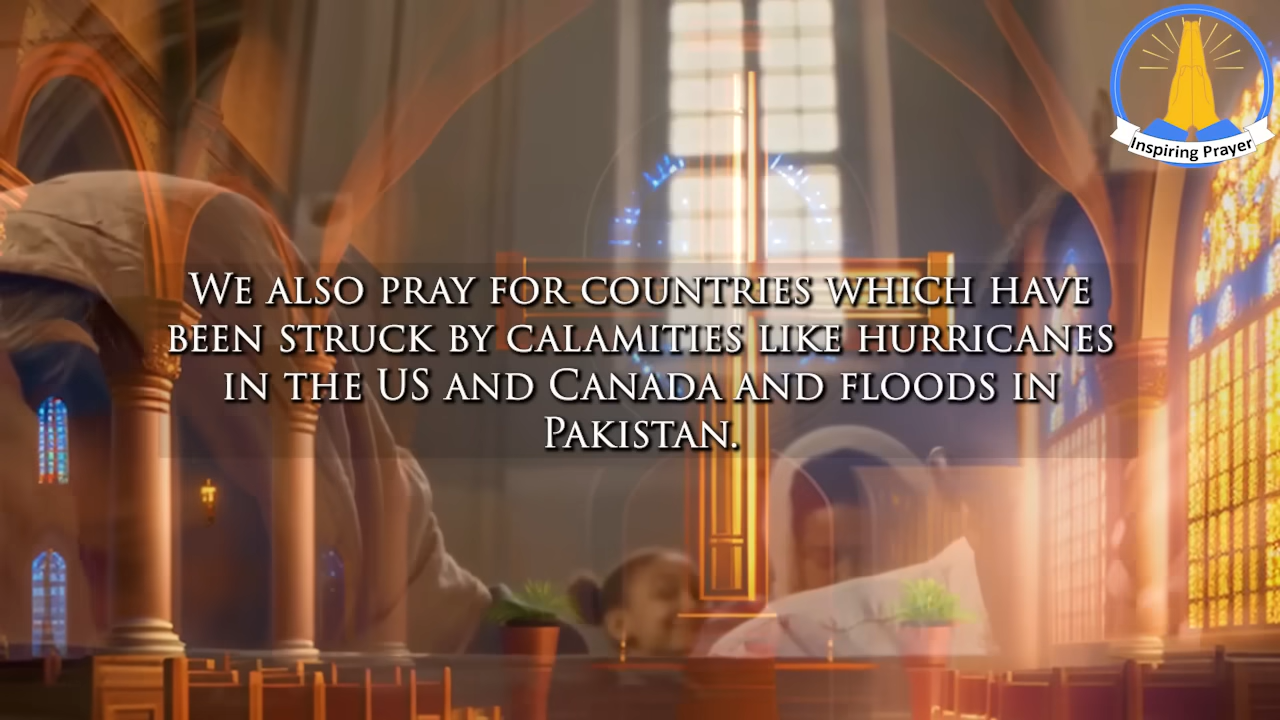 Inspiring Prayer
We also pray for countries which have
been struck by calamities like hurricanes
in the US and Canada and floods in
Pakistan.